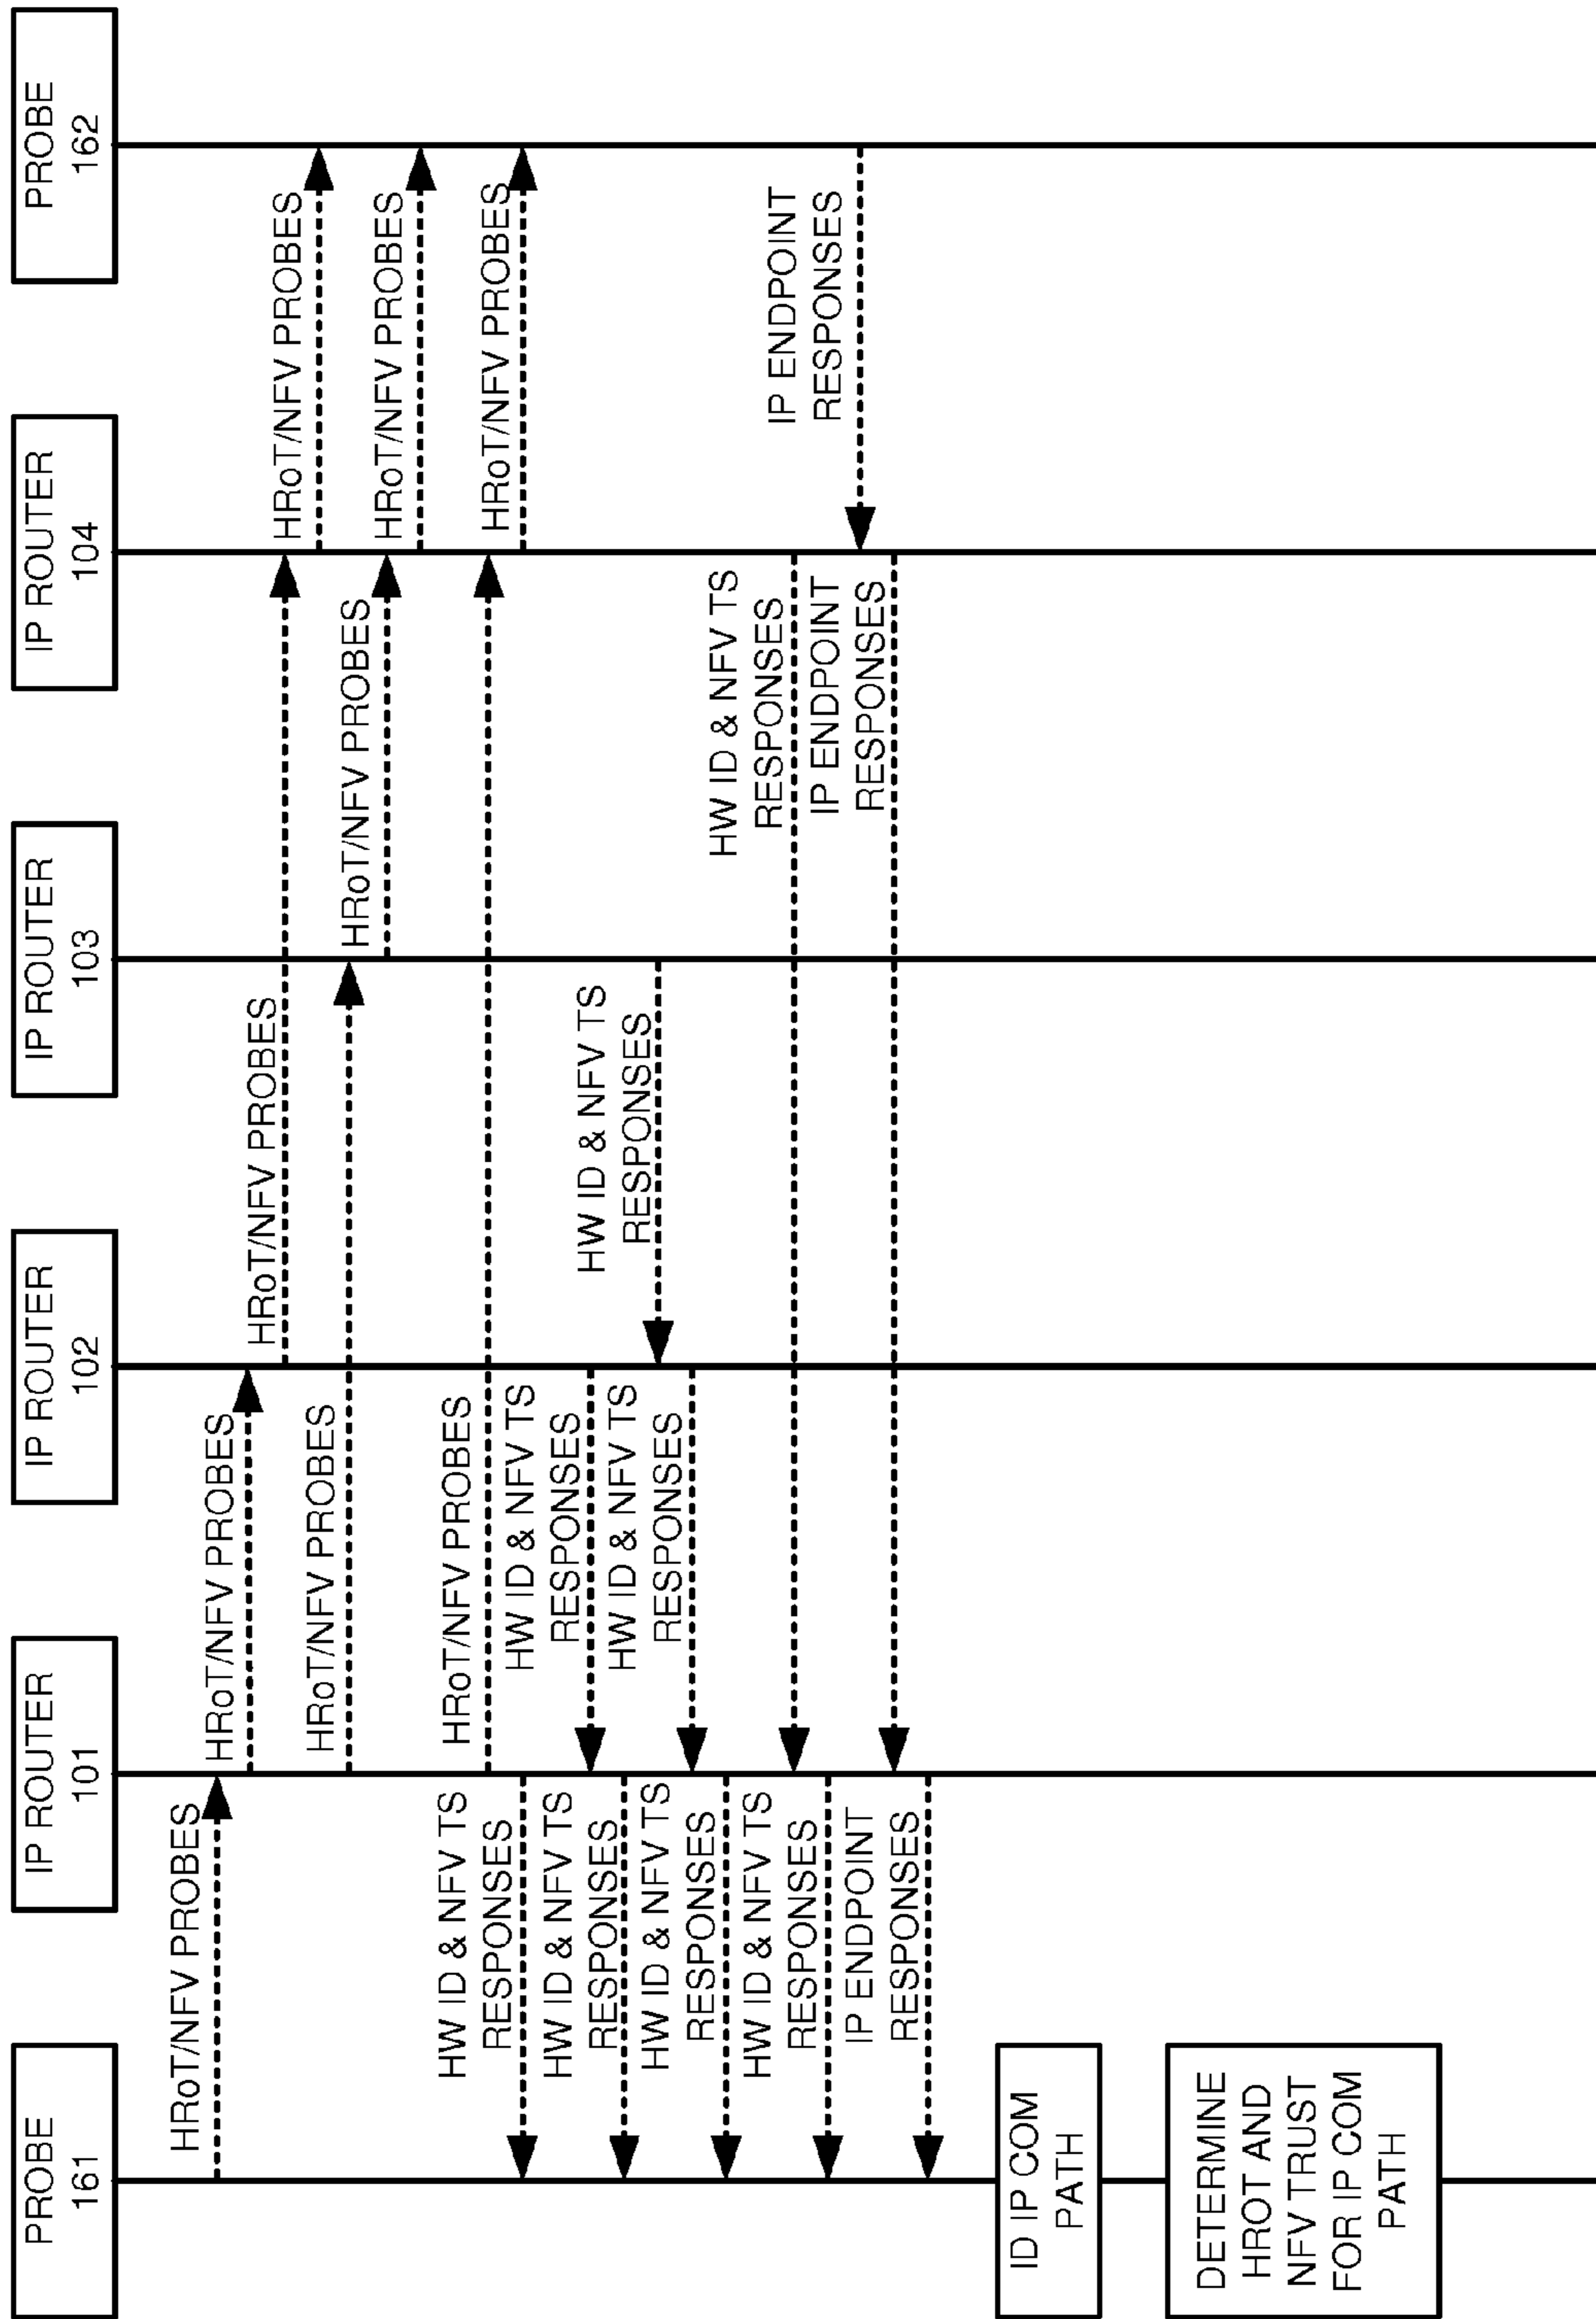 PROBE
161
IP ROUTER
101
IP ROUTER
102
IP ROUTER
103
IP ROUTER
104
PROBE
162
HRoT/NFV PROBES
HRoT/NFV PROBES
HRoT/NFV PROBES
HRoT/NFV PROBES
HRoT/NFV PROBES
HRoT/NFV PROBES
HRoT/NFV PROBES
HRoT/NFV PROBES
HRoT/NFV PROBES
HW ID & NFV TS
RESPONSES
HW ID & NFV TS
RESPONSES
HW ID & NFV TS
RESPONSES
HW ID & NFV TS
RESPONSES
HW ID & NFV TS
RESPONSES
HW ID & NFV TS
RESPONSES
HW ID & NFV TS
RESPONSES
HW ID & NFV TS
RESPONSES
IP ENDPOINT
RESPONSES
IP ENDPOINT
RESPONSES
IP ENDPOINT
RESPONSES
ID IP COM
PATH
DETERMINE
HROT AND
NFV TRUST
FOR IP COM
PATH